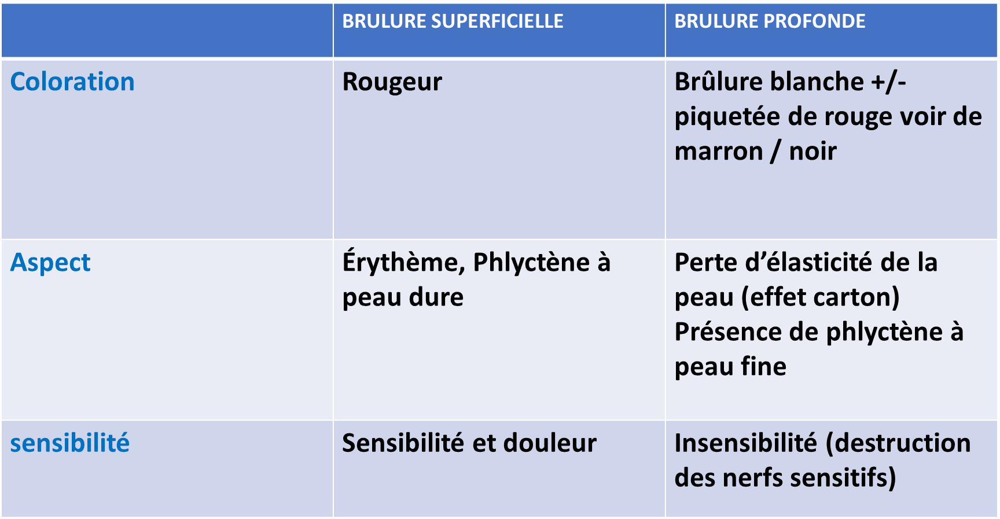 BRULURE SUPERFICIELLE
BRULURE PROFONDE
Coloration
Rougeur
Brûlure blanche +/-
piquetée de rouge voir de
marron / noir
Aspect
Érythème, Phlyctène à
peau dure
Perte d’élasticité de la
peau (effet carton)
Présence de phlyctène à
peau fine
sensibilité
Sensibilité et douleur
Insensibilité (destruction
des nerfs sensitifs)